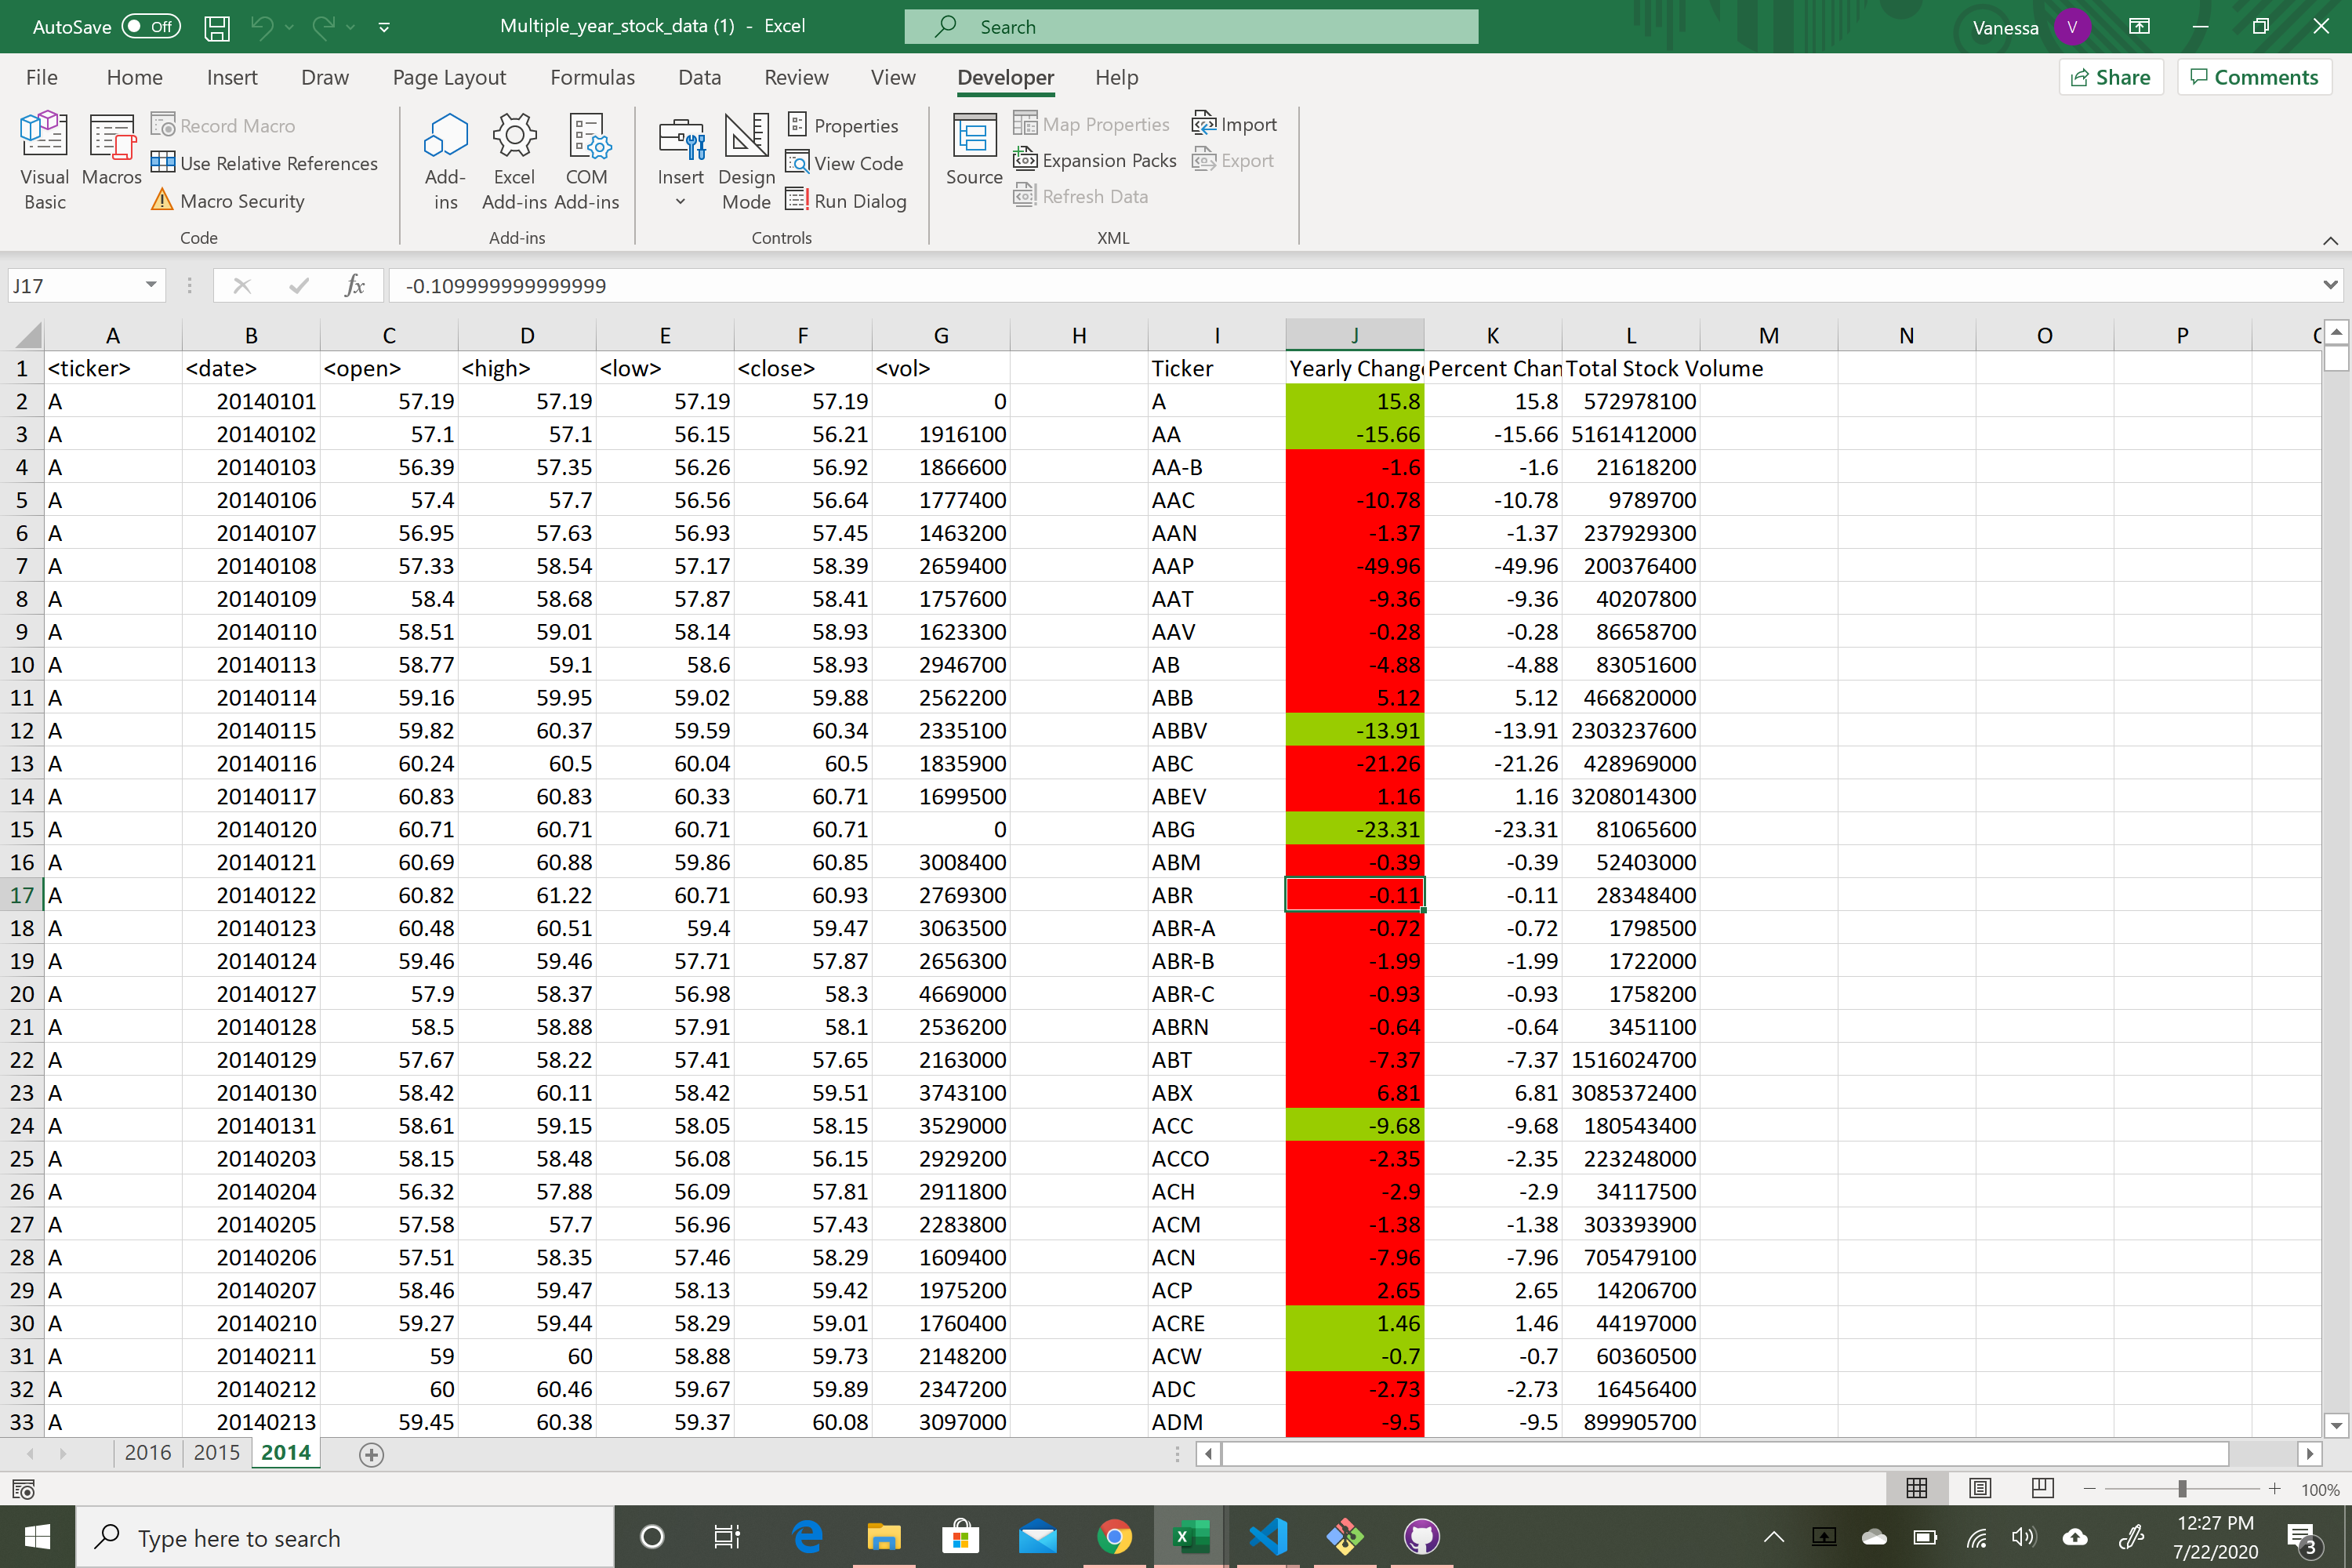 AutoSave Off Multiple_year_stock_data (1) - Excel Search Vanessa V
File Home Insert Draw Page Layout Formulas Data Review View Developer Help Share Comments
Visual Basic Macros Record Macro Use Relative References Macro Security Code
Add-ins Excel Add-ins COM Add-ins Add-ins
Insert Design Mode Properties View Code Run Dialog Controls
Source Map Properties Expansion Packs Refresh Data Import Export XML
J17 fx -0.109999999999999
A B C D E F G H I J K L M N O P
1 <ticker> <date> <open> <high> <low> <close> <vol> Ticker Yearly Change Percent Chan Total Stock Volume
2 A 20140101 57.19 57.19 57.19 57.19 0 A 15.8 15.8 572978100
3 A 20140102 57.1 57.1 56.15 56.21 1916100 AA -15.66 -15.66 5161412000
4 A 20140103 56.39 57.35 56.26 56.92 1866600 AA-B -1.6 -1.6 21618200
5 A 20140106 57.4 57.7 56.56 56.64 1777400 AAC -10.78 -10.78 9789700
6 A 20140107 56.95 57.63 56.93 57.45 1463200 AAN -1.37 -1.37 237929300
7 A 20140108 57.33 58.54 57.17 58.39 2659400 AAP -49.96 -49.96 200376400
8 A 20140109 58.4 58.68 57.87 58.41 1757600 AAT -9.36 -9.36 40207800
9 A 20140110 58.51 59.01 58.14 58.93 1623300 AAV -0.28 -0.28 86658700
10 A 20140113 58.77 59.1 58.6 58.93 2946700 AB -4.88 -4.88 83051600
11 A 20140114 59.16 59.95 59.02 59.88 2562200 ABB 5.12 5.12 466820000
12 A 20140115 59.82 60.37 59.59 60.34 2335100 ABBV -13.91 -13.91 2303237600
13 A 20140116 60.24 60.5 60.04 60.5 1835900 ABC -21.26 -21.26 428969000
14 A 20140117 60.83 60.83 60.33 60.71 1699500 ABEV 1.16 1.16 3208014300
15 A 20140120 60.71 60.71 60.71 60.71 0 ABG -23.31 -23.31 81065600
16 A 20140121 60.69 60.88 59.86 60.85 3008400 ABM -0.39 -0.39 52403000
17 A 20140122 60.82 61.22 60.71 60.93 2769300 ABR -0.11 -0.11 28348400
18 A 20140123 60.48 60.51 59.4 59.47 3063500 ABR-A -0.72 -0.72 1798500
19 A 20140124 59.46 59.46 57.71 57.87 2656300 ABR-B -1.99 -1.99 1722000
20 A 20140127 57.9 58.37 56.98 58.3 4669000 ABR-C -0.93 -0.93 1758200
21 A 20140128 58.5 58.88 57.91 58.1 2536200 ABRN -0.64 -0.64 3451100
22 A 20140129 57.67 58.22 57.41 57.65 2163000 ABT -7.37 -7.37 1516024700
23 A 20140130 58.42 60.11 58.42 59.51 3743100 ABX 6.81 6.81 3085372400
24 A 20140131 58.61 59.15 58.05 58.15 3529000 ACC -9.68 -9.68 180543400
25 A 20140203 58.15 58.48 56.08 56.15 2929200 ACCO -2.35 -2.35 223248000
26 A 20140204 56.32 57.88 56.09 57.81 2911800 ACH -2.9 -2.9 34117500
27 A 20140205 57.58 57.7 56.96 57.43 2283800 ACM -1.38 -1.38 303393900
28 A 20140206 57.51 58.35 57.46 58.29 1609400 ACN -7.96 -7.96 705479100
29 A 20140207 58.46 59.47 58.13 59.42 1975200 ACP 2.65 2.65 14206700
30 A 20140210 59.27 59.44 58.29 59.01 1760400 ACRE 1.46 1.46 44197000
31 A 20140211 59 60 58.88 59.73 2148200 ACW -0.7 -0.7 60360500
32 A 20140212 60 60.46 59.67 59.89 2347200 ADC -2.73 -2.73 16456400
33 A 20140213 59.45 60.38 59.37 60.08 3097000 ADM -9.5 -9.5 899905700
2016 2015 2014
100%
Type here to search 12:27 PM
7/22/2020 3